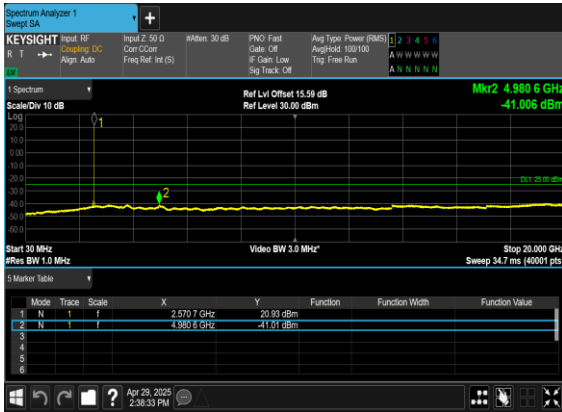 Spectrum Analyzer 1
Swept SA
+
KEYSIGHT Input: RF Input Z: 50 Ω #Atten: 30 dB PNO: Fast Avg Type: Power (RMS) 1 2 3 4 5 6
R T Coupling: DC Corr CCorr Gate: Off Avg|Hold: 100/100 A W W W W W
Align: Auto Freq Ref: Int (S) IF Gain: Low Trig: Free Run
LXI Sig Track: Off A N N N N N
1 Spectrum Ref Lvl Offset 15.59 dB Mkr2 4.980 6 GHz
Scale/Div 10 dB Ref Level 30.00 dBm -41.006 dBm
Log
1
20.0
10.0
0.00
-10.0
-20.0 DL1 -25.00 dBm
-30.0
2
-40.0
-50.0
-60.0
Start 30 MHz Video BW 3.0 MHz* Stop 20.000 GHz
#Res BW 1.0 MHz Sweep 34.7 ms (40001 pts)
5 Marker Table
Mode Trace Scale X Y Function Function Width Function Value
1 N 1 f 2.570 7 GHz 20.93 dBm
2 N 1 f 4.980 6 GHz -41.01 dBm
3
4
5
6
? Apr 29, 2025
2:38:33 PM